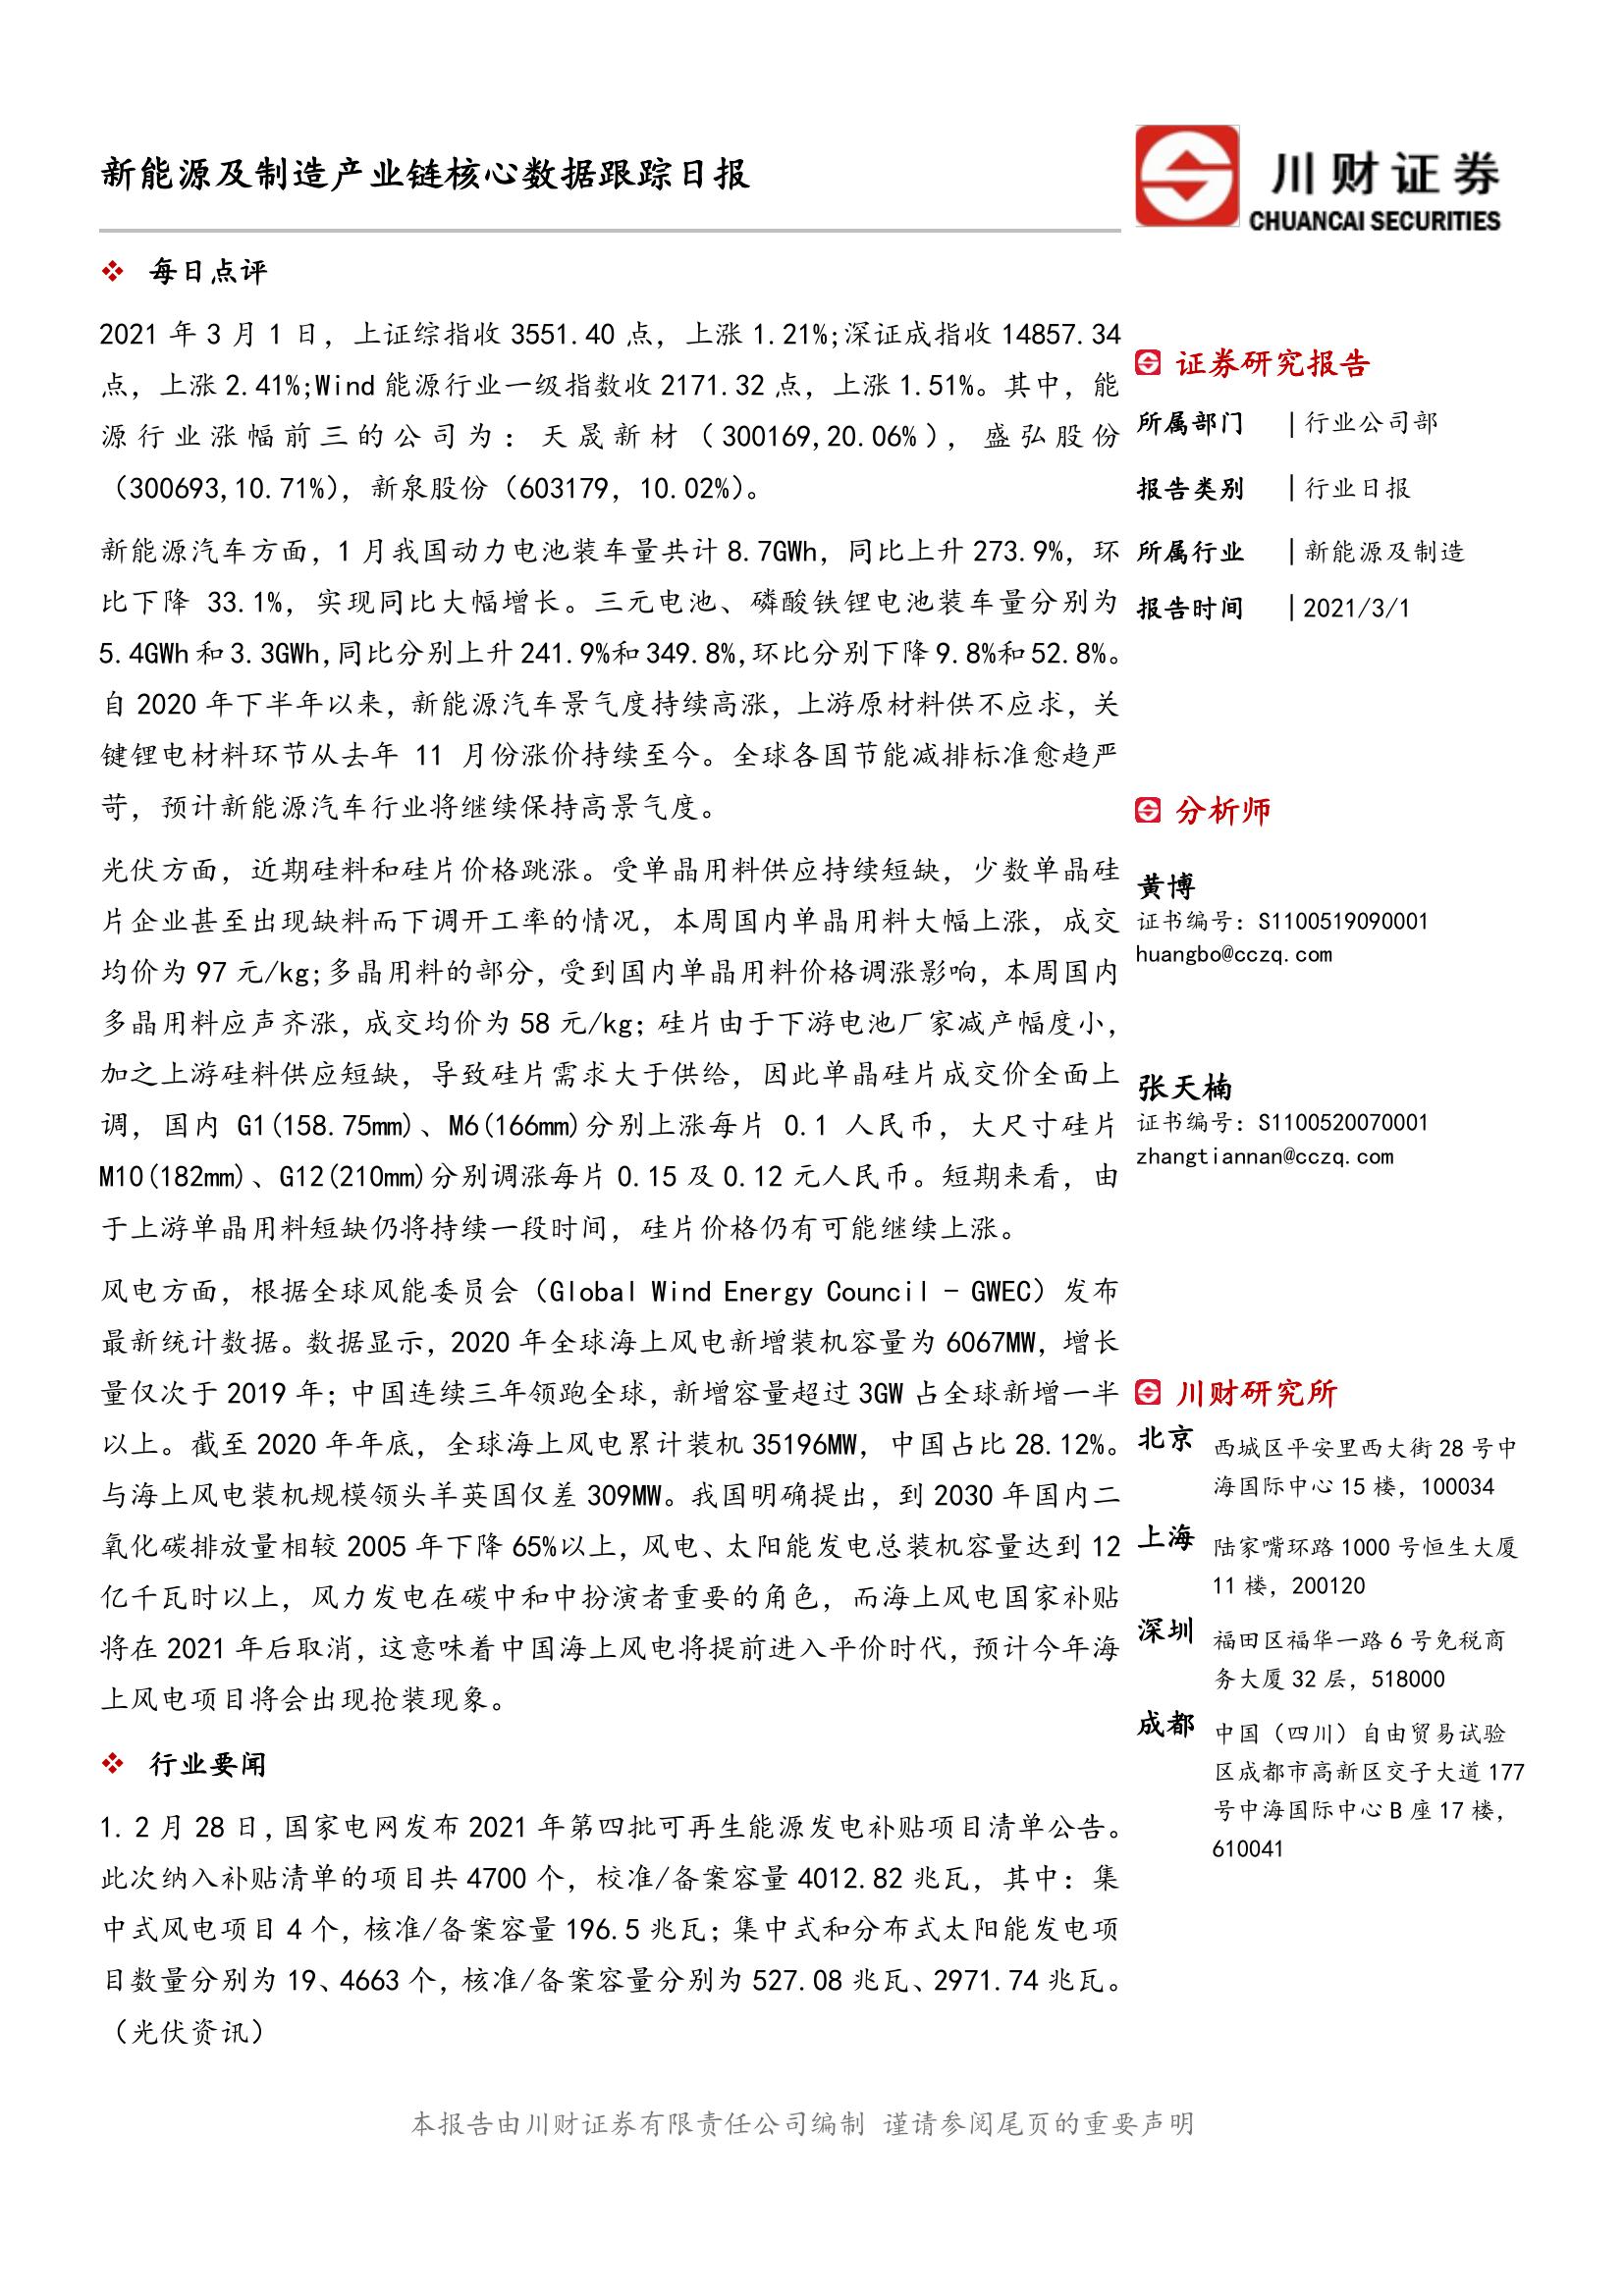 新能源及制造产业链核心数据跟踪日报
川财证券
CHUANCAI SECURITIES
每日点评
2021 年 3 月 1 日，上证综指收 3551.40 点，上涨 1.21%;深证成指收 14857.34
点，上涨 2.41%;Wind 能源行业一级指数收 2171.32 点，上涨 1.51%。其中，能
源行业涨幅前三的公司为：天晟新材（300169,20.06%），盛弘股份
（300693,10.71%），新泉股份（603179, 10.02%）。
新能源汽车方面，1 月我国动力电池装车量共计 8.7GWh，同比上升 273.9%，环
比下降 33.1%，实现同比大幅增长。三元电池、磷酸铁锂电池装车量分别为
5.4GWh 和 3.3GWh,同比分别上升 241.9%和 349.8%,环比分别下降 9.8%和 52.8%。
自 2020 年下半年以来，新能源汽车景气度持续高涨，上游原材料供不应求，关
键锂电材料环节从去年 11 月份涨价持续至今。全球各国节能减排标准愈趋严
苛，预计新能源汽车行业将继续保持高景气度。
光伏方面，近期硅料和硅片价格跳涨。受单晶用料供应持续短缺，少数单晶硅
片企业甚至出现缺料而下调开工率的情况，本周国内单晶用料大幅上涨，成交
均价为 97 元/kg;多晶用料的部分，受到国内单晶用料价格调涨影响，本周国内
多晶用料应声齐涨，成交均价为 58 元/kg；硅片由于下游电池厂家减产幅度小，
加之上游硅料供应短缺，导致硅片需求大于供给，因此单晶硅片成交价全面上
调，国内 G1(158.75mm)、M6(166mm)分别上涨每片 0.1 人民币，大尺寸硅片
M10(182mm)、G12(210mm)分别调涨每片 0.15 及 0.12 元人民币。短期来看，由
于上游单晶用料短缺仍将持续一段时间，硅片价格仍有可能继续上涨。
风电方面，根据全球风能委员会（Global Wind Energy Council - GWEC）发布
最新统计数据。数据显示，2020 年全球海上风电新增装机容量为 6067MW，增长
量仅次于 2019 年；中国连续三年领跑全球，新增容量超过 3GW 占全球新增一半
以上。截至 2020 年年底，全球海上风电累计装机 35196MW，中国占比 28.12%。
与海上风电装机规模领头羊英国仅差 309MW。我国明确提出，到 2030 年国内二
氧化碳排放量相较 2005 年下降 65%以上，风电、太阳能发电总装机容量达到 12
亿千瓦时以上，风力发电在碳中和中扮演者重要的角色，而海上风电国家补贴
将在 2021 年后取消，这意味着中国海上风电将提前进入平价时代，预计今年海
上风电项目将会出现抢装现象。
行业要闻
1. 2 月 28 日，国家电网发布 2021 年第四批可再生能源发电补贴项目清单公告。
此次纳入补贴清单的项目共 4700 个，校准/备案容量 4012.82 兆瓦，其中：集
中式风电项目 4 个，核准/备案容量 196.5 兆瓦；集中式和分布式太阳能发电项
目数量分别为 19、4663 个，核准/备案容量分别为 527.08 兆瓦、2971.74 兆瓦。
（光伏资讯）
证券研究报告
所属部门 |行业公司部
报告类别 |行业日报
所属行业 |新能源及制造
报告时间 |2021/3/1
分析师
黄博
证书编号：S1100519090001
huangbo@cczq.com
张天楠
证书编号：S1100520070001
zhangtiannan@cczq.com
川财研究所
北京 西城区平安里西大街 28 号中
海国际中心 15 楼，100034
上海 陆家嘴环路 1000 号恒生大厦
11 楼，200120
深圳 福田区福华一路 6 号免税商
务大厦 32 层，518000
成都 中国（四川）自由贸易试验
区成都市高新区交子大道 177
号中海国际中心 B 座 17 楼，
610041
本报告由川财证券有限责任公司编制 谨请参阅尾页的重要声明